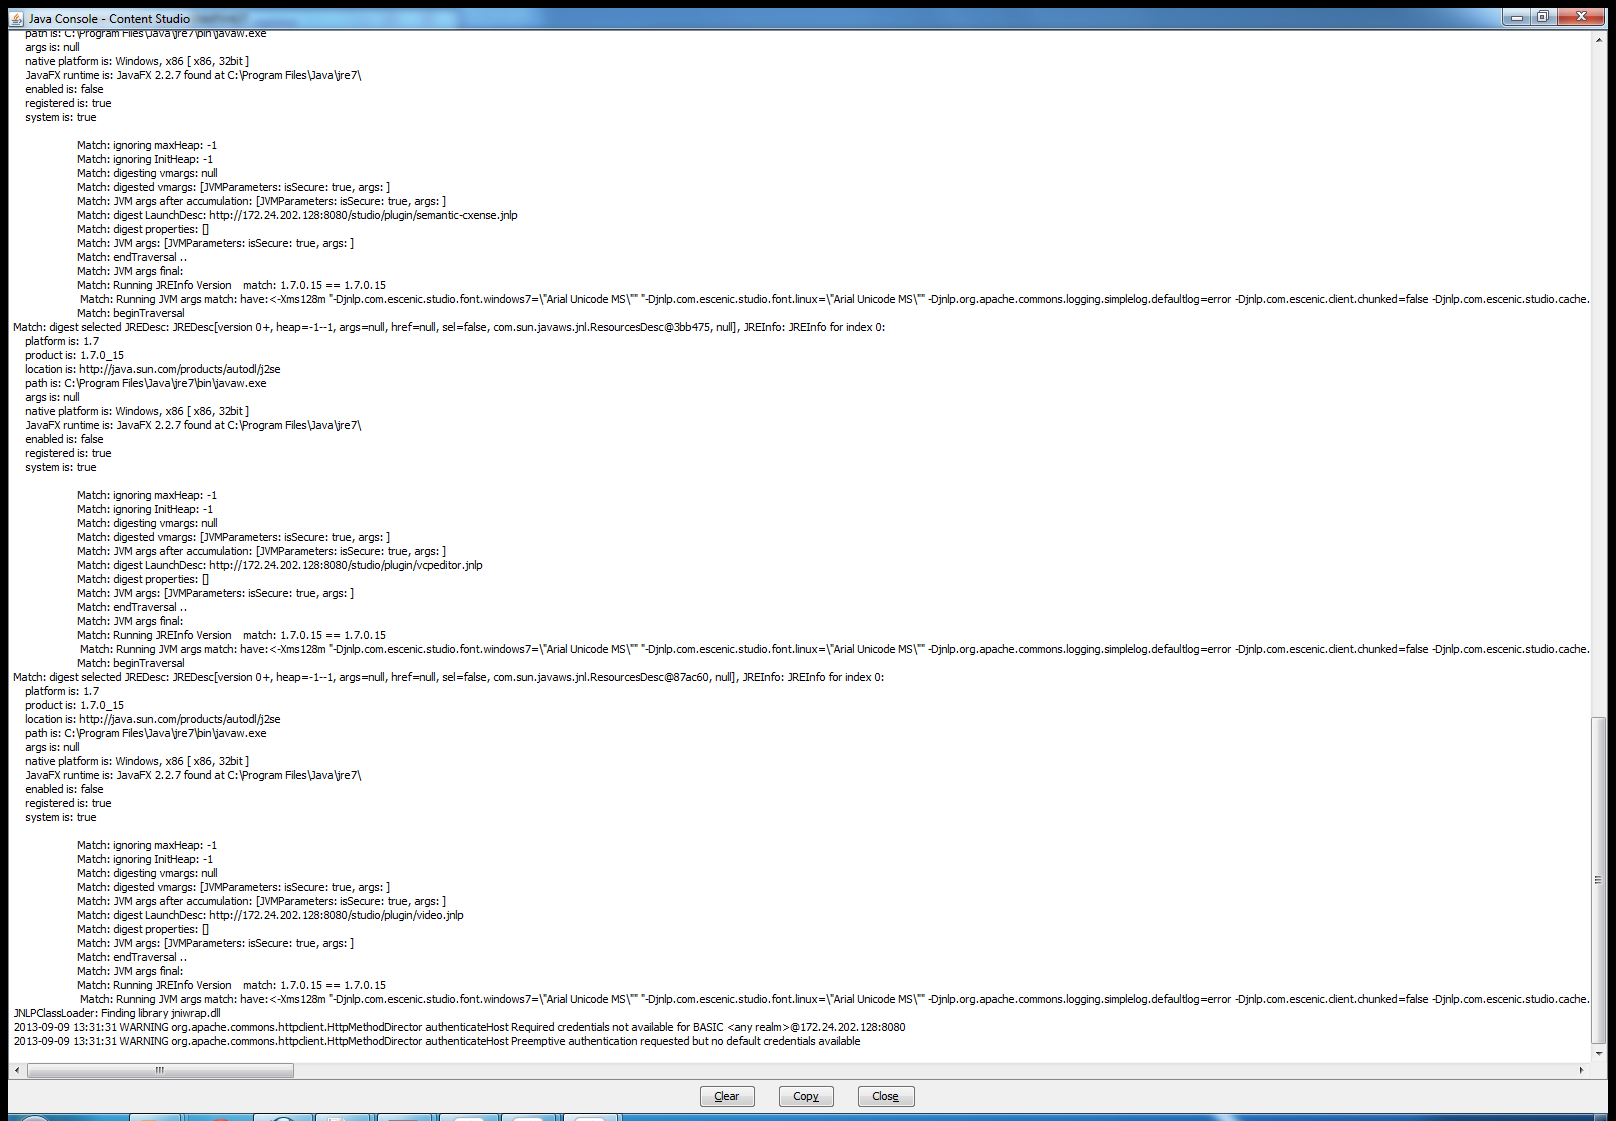 Java Console - Content Studio
path is: C:\Program Files\Java\jre7\bin\javaw.exe
args is: null
native platform is: Windows, x86 [ x86, 32bit ]
JavaFX runtime is: JavaFX 2.2.7 found at C:\Program Files\Java\jre7\
enabled is: false
registered is: true
system is: true
Match: ignoring maxHeap: -1
Match: ignoring InitHeap: -1
Match: digesting vmargs: null
Match: digested vmargs: [JVMParameters: isSecure: true, args: ]
Match: JVM args after accumulation: [JVMParameters: isSecure: true, args: ]
Match: digest LaunchDesc: http://172.24.202.128:8080/studio/plugin/semantic-cxense.jnlp
Match: digest properties: []
Match: JVM args: [JVMParameters: isSecure: true, args: ]
Match: endTraversal ..
Match: JVM args final:
Match: Running JREInfo Version    match: 1.7.0.15 == 1.7.0.15
Match: Running JVM args match: have:<-Xms128m "-Djnlp.com.escenic.studio.font.windows7=\"Arial Unicode MS\"" "-Djnlp.com.escenic.studio.font.linux=\"Arial Unicode MS\"" -Djnlp.org.apache.commons.logging.simplelog.defaultlog=error -Djnlp.com.escenic.client.chunked=false -Djnlp.com.escenic.studio.cache.
Match: beginTraversal
Match: digest selected JREDesc: JREDesc[version 0+, heap=-1--1, args=null, href=null, sel=false, com.sun.javaws.jnl.ResourcesDesc@3bb475, null], JREInfo: JREInfo for index 0:
platform is: 1.7
product is: 1.7.0_15
location is: http://java.sun.com/products/autodl/j2se
path is: C:\Program Files\Java\jre7\bin\javaw.exe
args is: null
native platform is: Windows, x86 [ x86, 32bit ]
JavaFX runtime is: JavaFX 2.2.7 found at C:\Program Files\Java\jre7\
enabled is: false
registered is: true
system is: true
Match: ignoring maxHeap: -1
Match: ignoring InitHeap: -1
Match: digesting vmargs: null
Match: digested vmargs: [JVMParameters: isSecure: true, args: ]
Match: JVM args after accumulation: [JVMParameters: isSecure: true, args: ]
Match: digest LaunchDesc: http://172.24.202.128:8080/studio/plugin/vcpeditor.jnlp
Match: digest properties: []
Match: JVM args: [JVMParameters: isSecure: true, args: ]
Match: endTraversal ..
Match: JVM args final:
Match: Running JREInfo Version    match: 1.7.0.15 == 1.7.0.15
Match: Running JVM args match: have:<-Xms128m "-Djnlp.com.escenic.studio.font.windows7=\"Arial Unicode MS\"" "-Djnlp.com.escenic.studio.font.linux=\"Arial Unicode MS\"" -Djnlp.org.apache.commons.logging.simplelog.defaultlog=error -Djnlp.com.escenic.client.chunked=false -Djnlp.com.escenic.studio.cache.
Match: beginTraversal
Match: digest selected JREDesc: JREDesc[version 0+, heap=-1--1, args=null, href=null, sel=false, com.sun.javaws.jnl.ResourcesDesc@87ac60, null], JREInfo: JREInfo for index 0:
platform is: 1.7
product is: 1.7.0_15
location is: http://java.sun.com/products/autodl/j2se
path is: C:\Program Files\Java\jre7\bin\javaw.exe
args is: null
native platform is: Windows, x86 [ x86, 32bit ]
JavaFX runtime is: JavaFX 2.2.7 found at C:\Program Files\Java\jre7\
enabled is: false
registered is: true
system is: true
Match: ignoring maxHeap: -1
Match: ignoring InitHeap: -1
Match: digesting vmargs: null
Match: digested vmargs: [JVMParameters: isSecure: true, args: ]
Match: JVM args after accumulation: [JVMParameters: isSecure: true, args: ]
Match: digest LaunchDesc: http://172.24.202.128:8080/studio/plugin/video.jnlp
Match: digest properties: []
Match: JVM args: [JVMParameters: isSecure: true, args: ]
Match: endTraversal ..
Match: JVM args final:
Match: Running JREInfo Version    match: 1.7.0.15 == 1.7.0.15
Match: Running JVM args match: have:<-Xms128m "-Djnlp.com.escenic.studio.font.windows7=\"Arial Unicode MS\"" "-Djnlp.com.escenic.studio.font.linux=\"Arial Unicode MS\"" -Djnlp.org.apache.commons.logging.simplelog.defaultlog=error -Djnlp.com.escenic.client.chunked=false -Djnlp.com.escenic.studio.cache.
JNLPClassLoader: Finding library jniwrap.dll
2013-09-09 13:31:31 WARNING org.apache.commons.httpclient.HttpMethodDirector authenticateHost Required credentials not available for BASIC <any realm>@172.24.202.128:8080
2013-09-09 13:31:31 WARNING org.apache.commons.httpclient.HttpMethodDirector authenticateHost Preemptive authentication requested but no default credentials available
Clear Copy Close